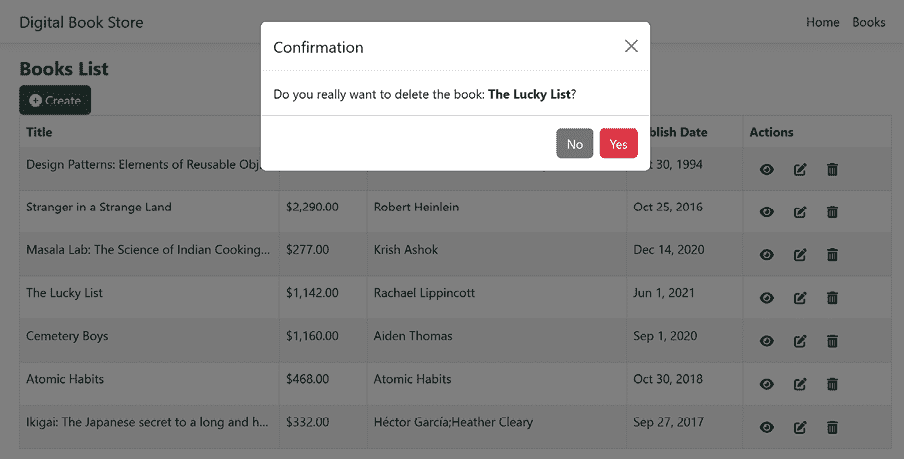 Digital Book Store Home Books
Confirmation
Do you really want to delete the book: The Lucky List?
No Yes
Books List
Create
Title blish Date Actions
Design Patterns: Elements of Reusable Obj 30, 1994
Stranger in a Strange Land $2,290.00 Robert Heinlein Oct 25, 2016
Masala Lab: The Science of Indian Cooking... $277.00 Krish Ashok Dec 14, 2020
The Lucky List $1,142.00 Rachael Lippincott Jun 1, 2021
Cemetery Boys $1,160.00 Aiden Thomas Sep 1, 2020
Atomic Habits $468.00 Atomic Habits Oct 30, 2018
Ikigai: The Japanese secret to a long and h... $332.00 Héctor García;Heather Cleary Sep 27, 2017